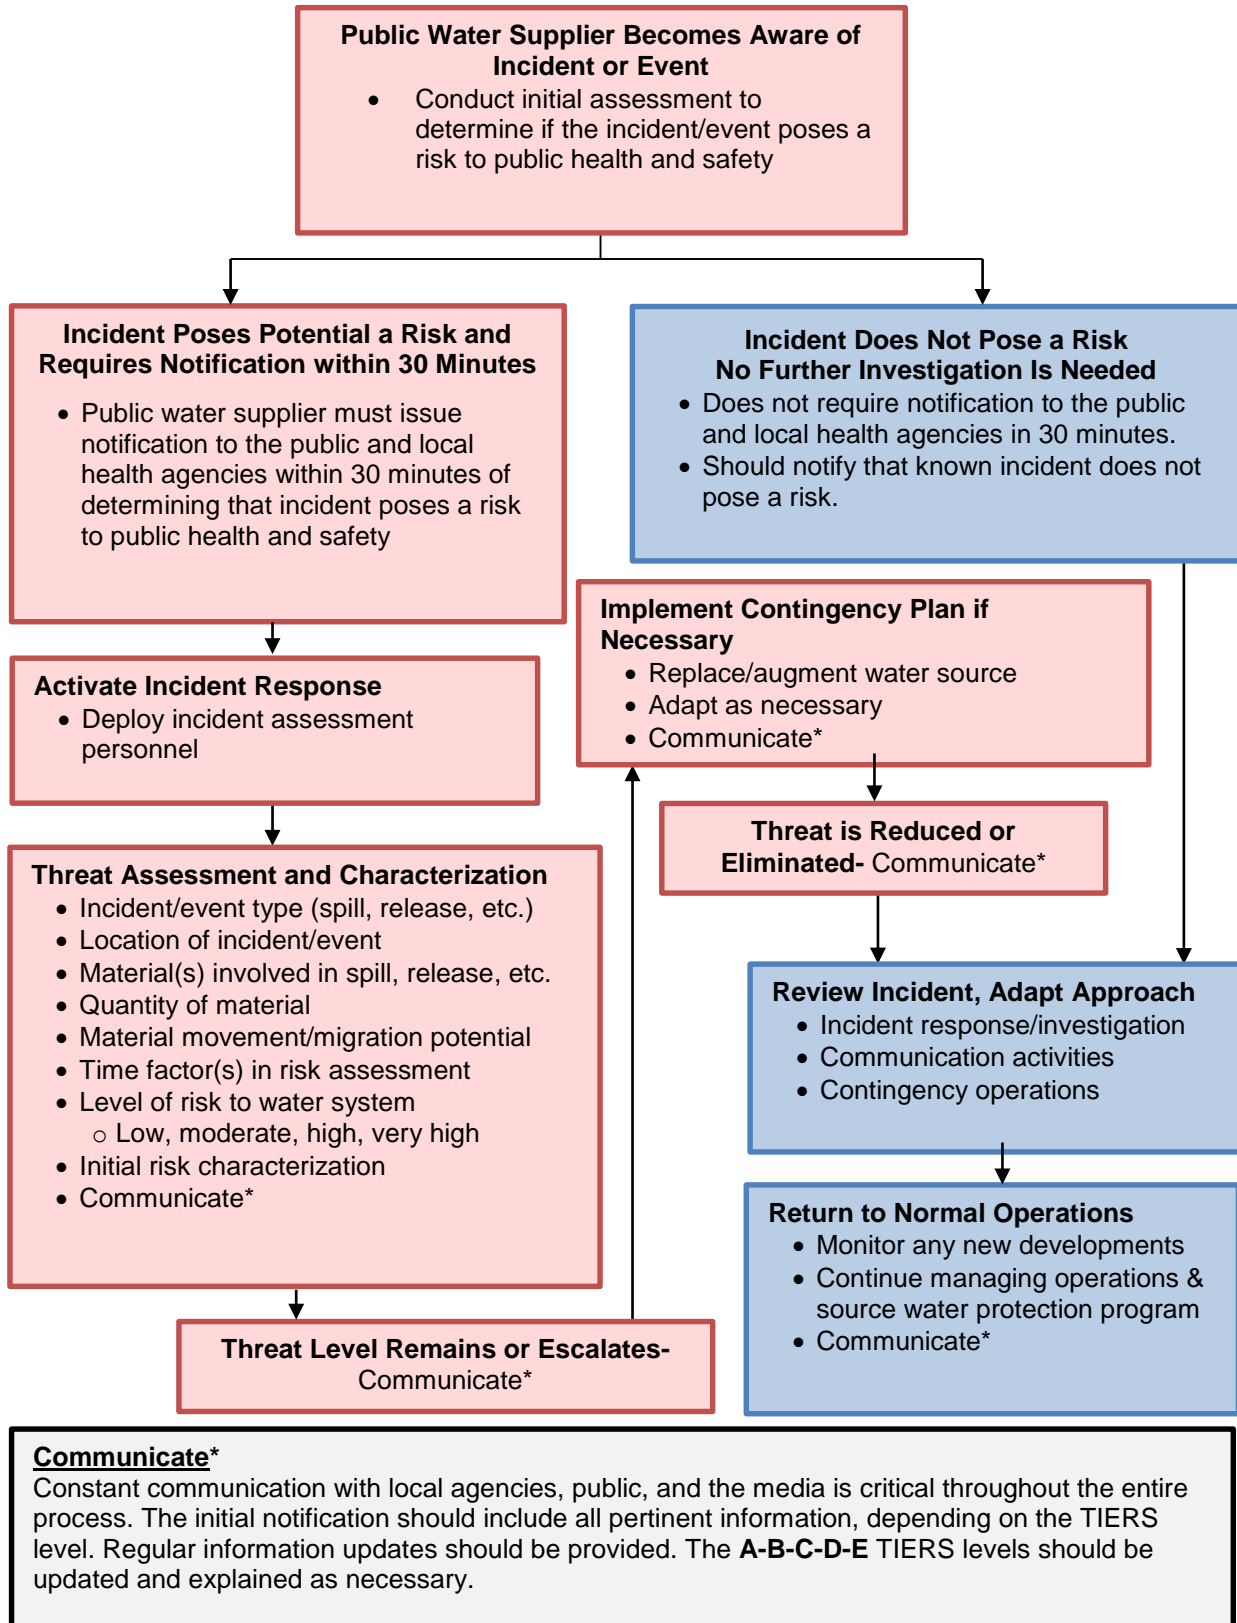 Public Water Supplier Becomes Aware of
Incident or Event
• Conduct initial assessment to
determine if the incident/event poses a
risk to public health and safety
Incident Poses Potential a Risk and
Requires Notification within 30 Minutes
• Public water supplier must issue
notification to the public and local
health agencies within 30 minutes of
determining that incident poses a risk
to public health and safety
Incident Does Not Pose a Risk
No Further Investigation Is Needed
• Does not require notification to the public
and local health agencies in 30 minutes.
• Should notify that known incident does not
pose a risk.
Activate Incident Response
• Deploy incident assessment
personnel
Threat Assessment and Characterization
• Incident/event type (spill, release, etc.)
• Location of incident/event
• Material(s) involved in spill, release, etc.
• Quantity of material
• Material movement/migration potential
• Time factor(s) in risk assessment
• Level of risk to water system
o Low, moderate, high, very high
• Initial risk characterization
• Communicate*
Threat Level Remains or Escalates-
Communicate*
Implement Contingency Plan if
Necessary
• Replace/augment water source
• Adapt as necessary
• Communicate*
Threat is Reduced or
Eliminated- Communicate*
Review Incident, Adapt Approach
• Incident response/investigation
• Communication activities
• Contingency operations
Return to Normal Operations
• Monitor any new developments
• Continue managing operations &
source water protection program
• Communicate*
Communicate*
Constant communication with local agencies, public, and the media is critical throughout the entire
process. The initial notification should include all pertinent information, depending on the TIERS
level. Regular information updates should be provided. The A-B-C-D-E TIERS levels should be
updated and explained as necessary.